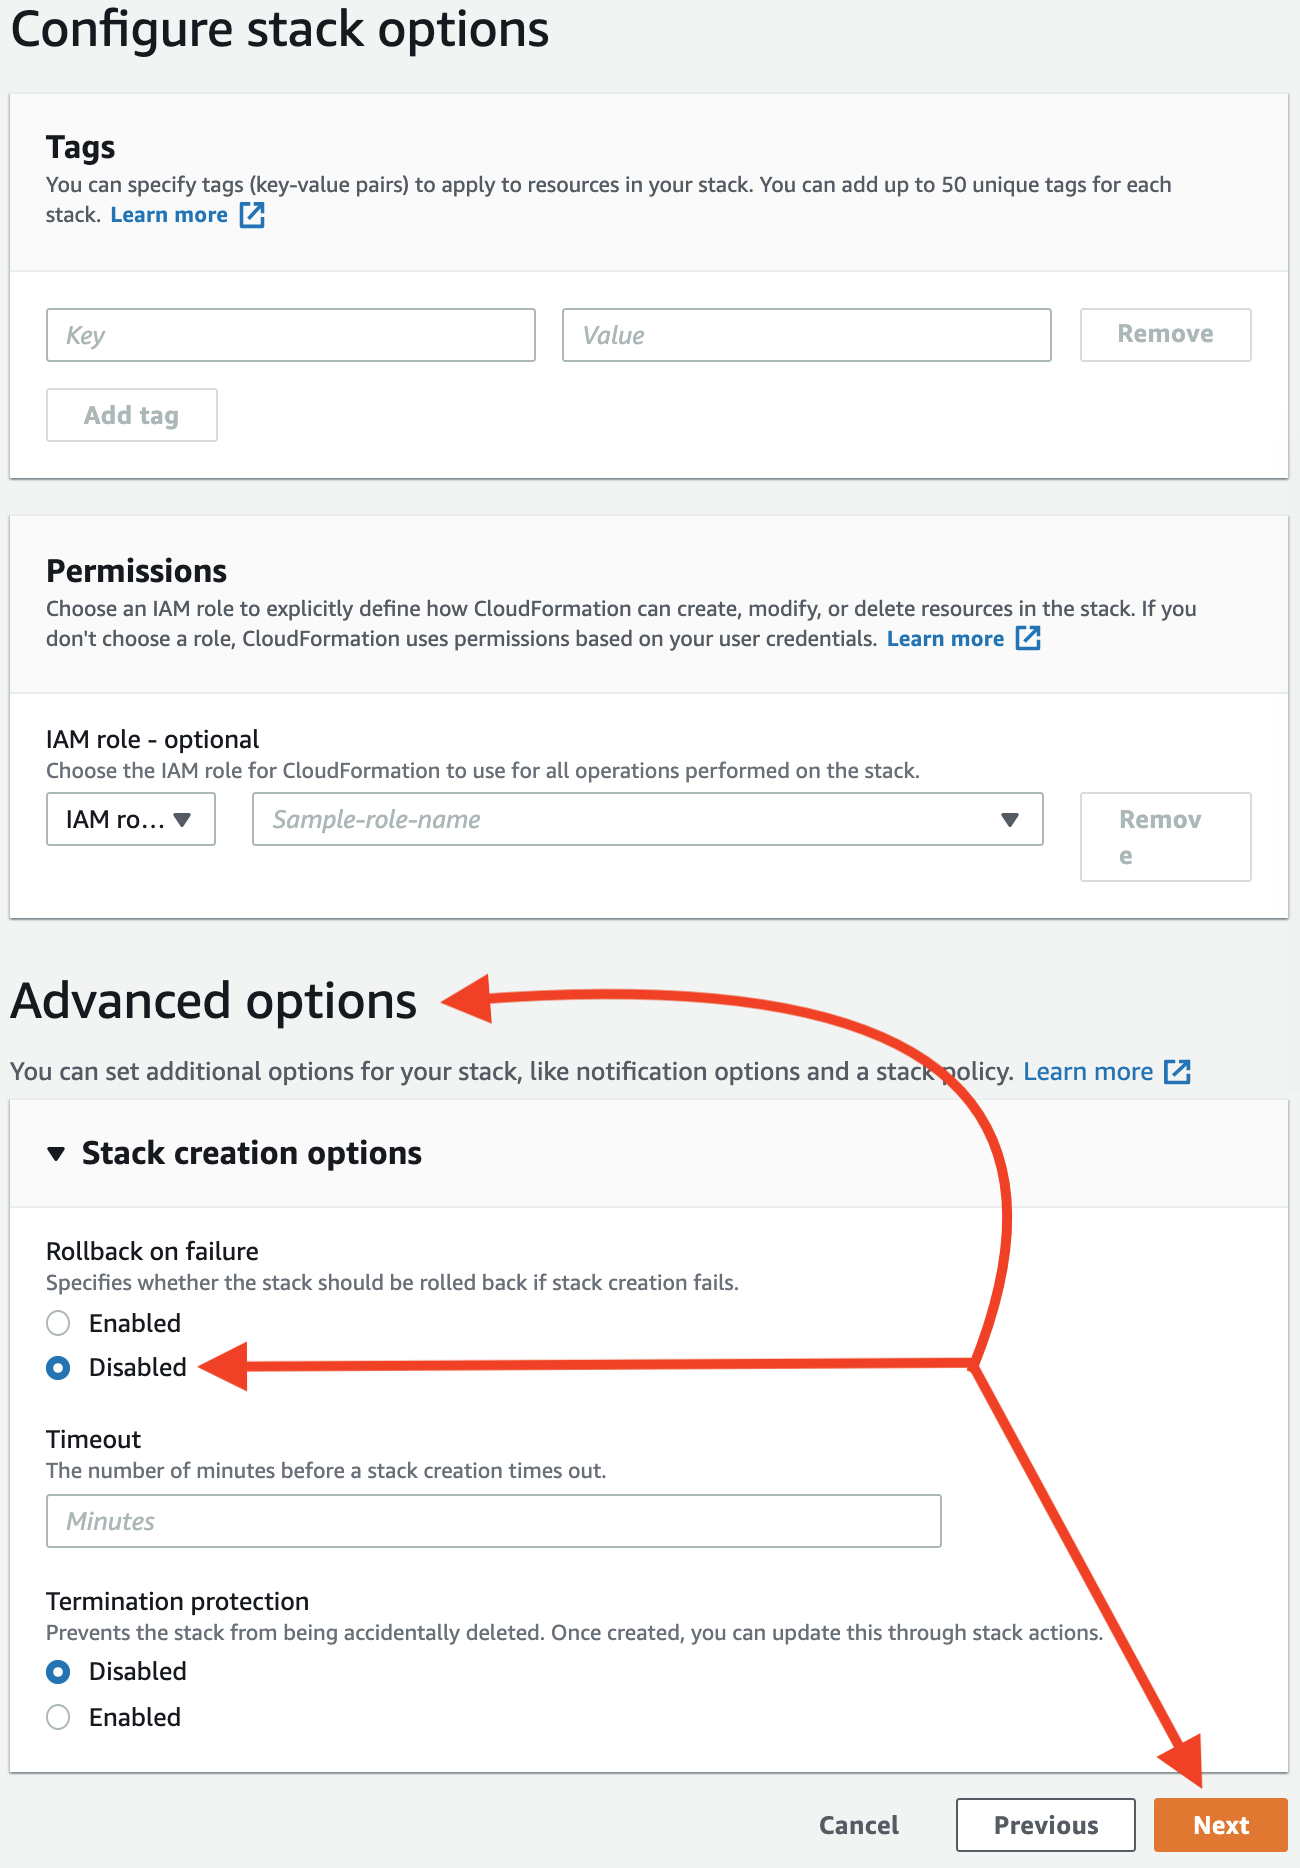 Configure stack options
Tags
You can specify tags (key-value pairs) to apply to resources in your stack. You can add up to 50 unique tags for each
stack. Learn more
Key
Value
Remove
Add tag
Permissions
Choose an IAM role to explicitly define how CloudFormation can create, modify, or delete resources in the stack. If you
don't choose a role, CloudFormation uses permissions based on your user credentials. Learn more
IAM role - optional
Choose the IAM role for CloudFormation to use for all operations performed on the stack.
IAM ro...
Sample-role-name
Remov
e
Advanced options
You can set additional options for your stack, like notification options and a stack policy. Learn more
Stack creation options
Rollback on failure
Specifies whether the stack should be rolled back if stack creation fails.
Enabled
Disabled
Timeout
The number of minutes before a stack creation times out.
Minutes
Termination protection
Prevents the stack from being accidentally deleted. Once created, you can update this through stack actions.
Disabled
Enabled
Cancel
Previous
Next